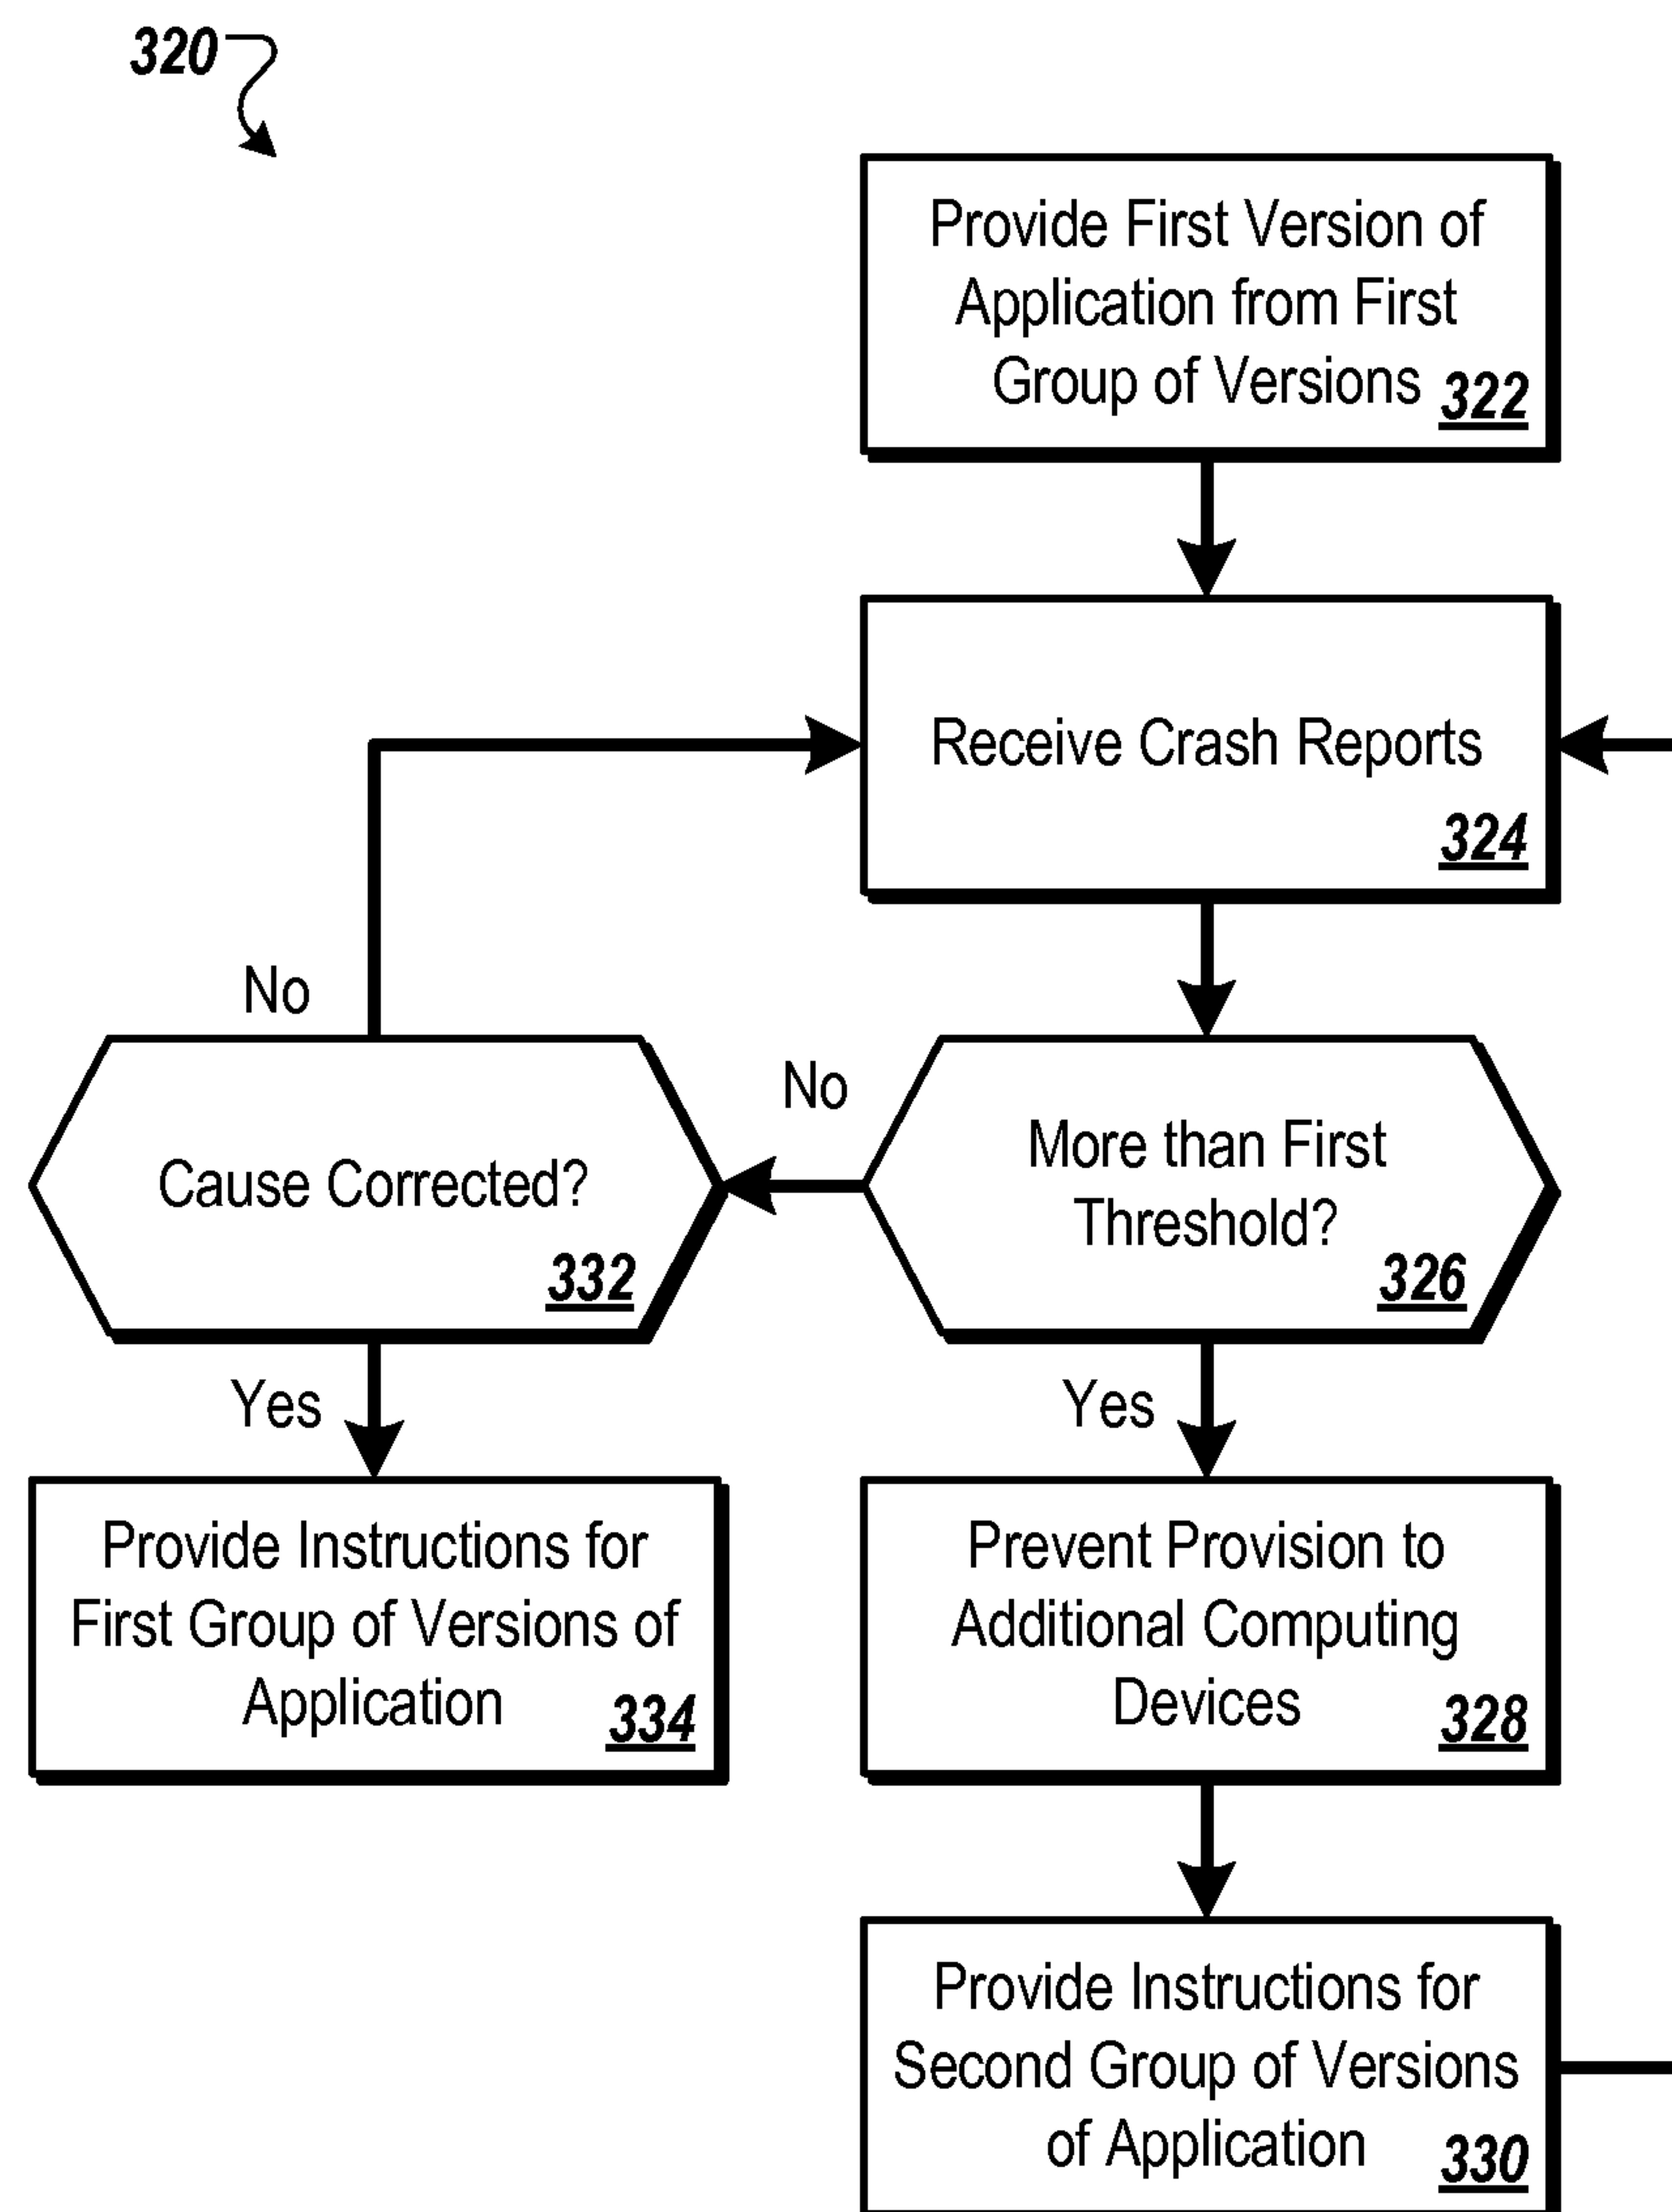 320
Provide First Version of
Application from First
Group of Versions 322
Receive Crash Reports
324
No
No
More than First
Threshold?
326
Cause Corrected?
332
Yes
Yes
Provide Instructions for
First Group of Versions of
Application 334
Prevent Provision to
Additional Computing
Devices 328
Provide Instructions for
Second Group of Versions
of Application 330